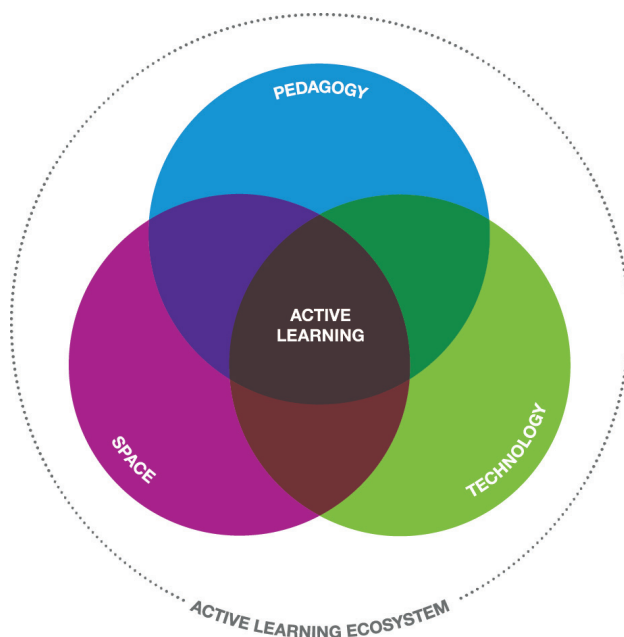 PEDAGOGY
ACTIVE
LEARNING
SPACE
TECHNOLOGY
ACTIVE LEARNING ECOSYSTEM